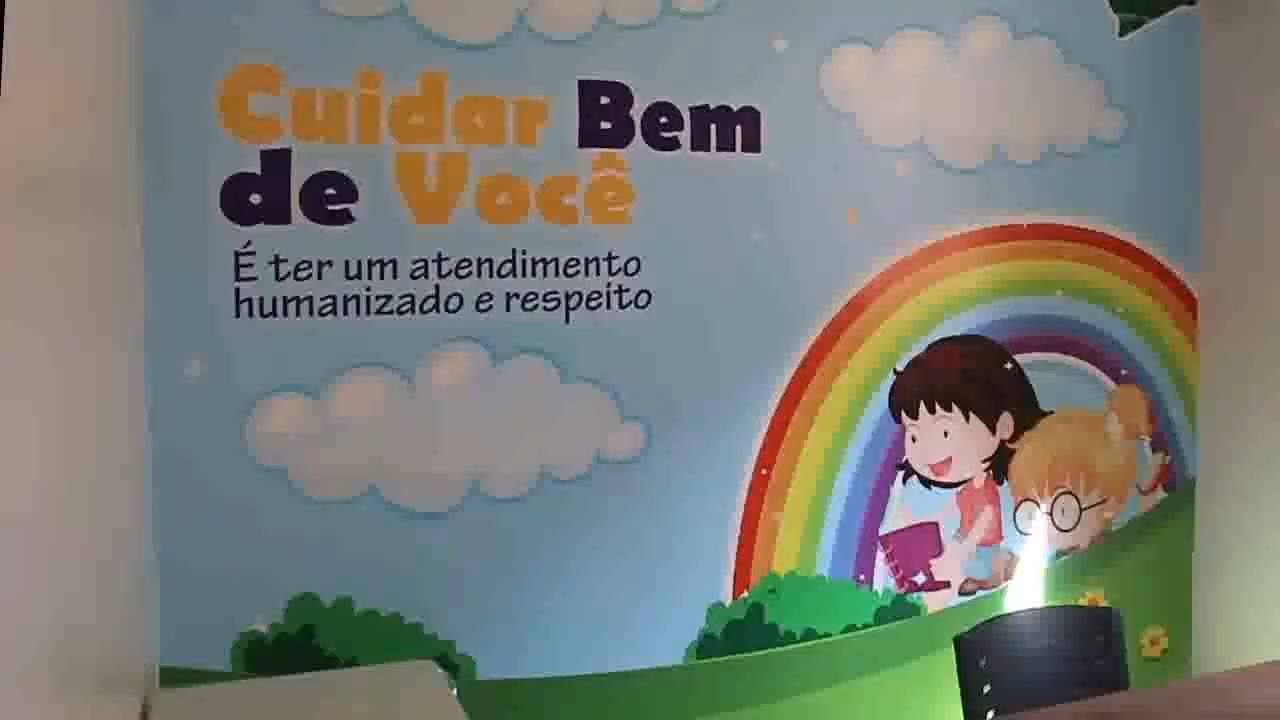 Cuidar Bem
de Você
É ter um atendimento
humanizado e respeito